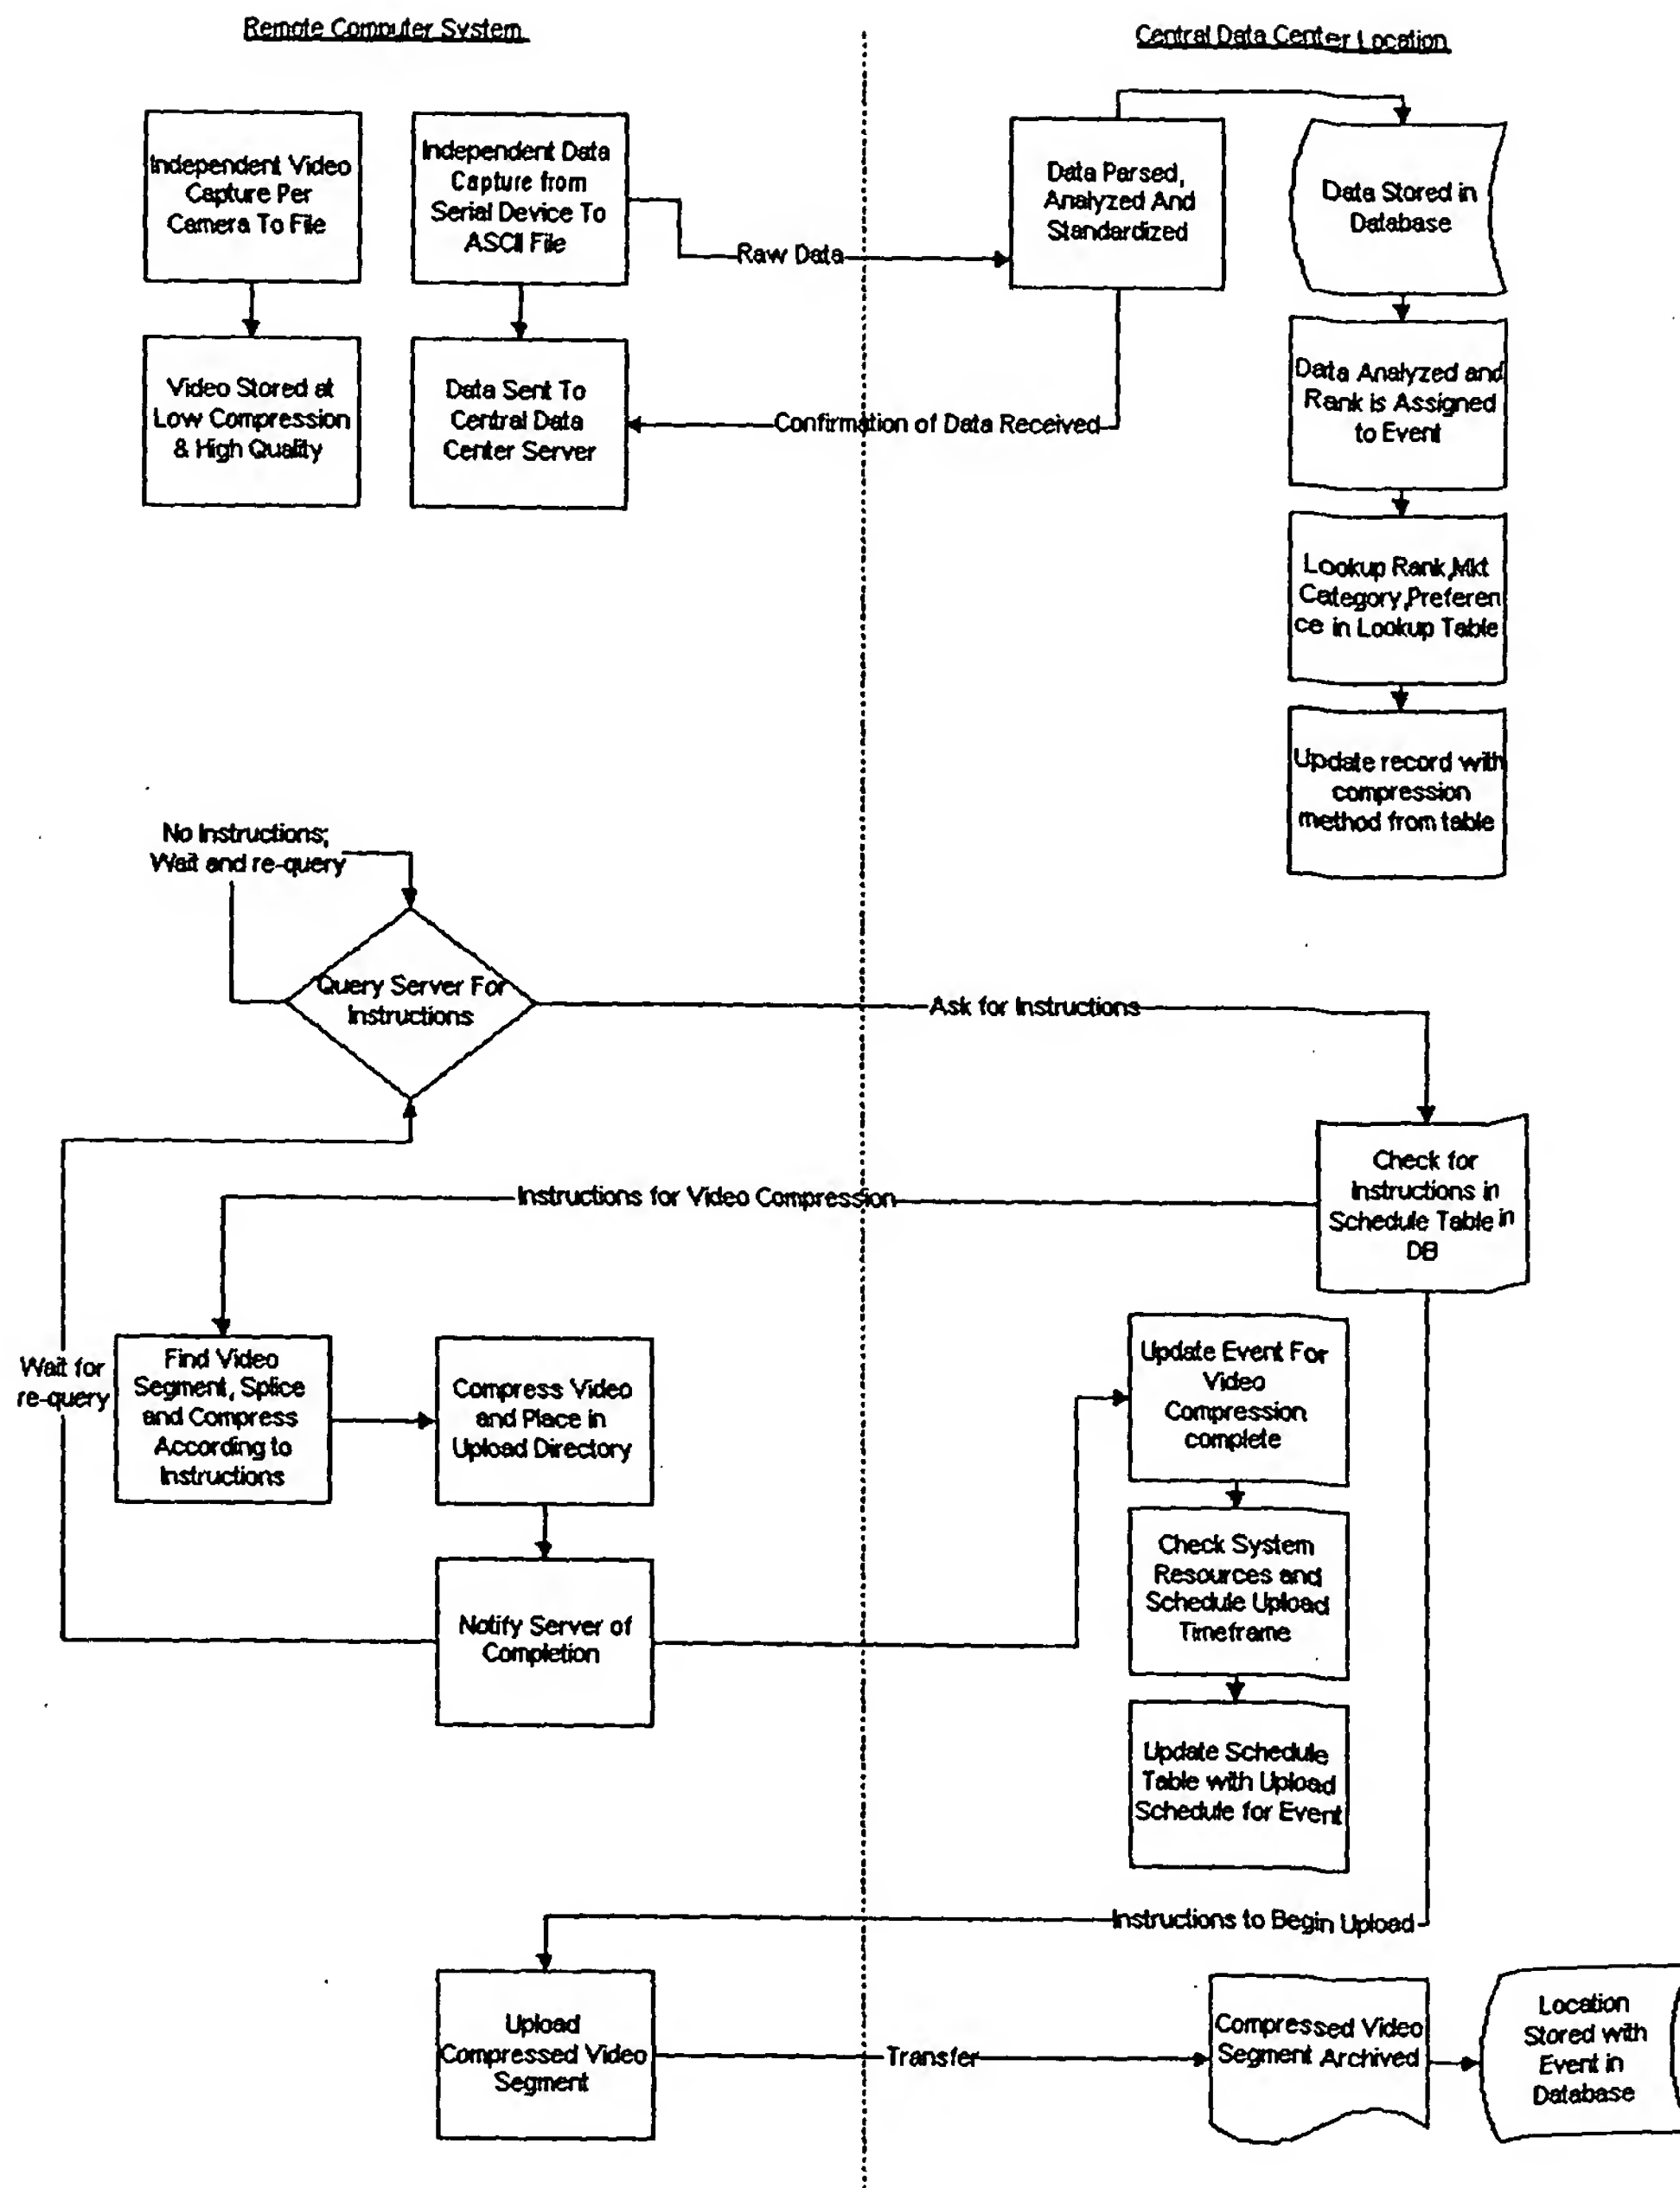 Remote Computer System
Central Data Center Location
Independent Video
Capture Per
Camera To File
Independent Data
Capture from
Serial Device To
ASCII File
Raw Data
Data Parsed,
Analyzed And
Standardized
Data Stored in
Database
Video Stored at
Low Compression
& High Quality
Data Sent To
Central Data
Center Server
Confirmation of Data Received
Data Analyzed and
Rank is Assigned
to Event
Lookup Rank,Mkt
Category,Preferen
ce in Lookup Table
Update record with
compression
method from table
No Instructions;
Wait and re-query
Query Server For
Instructions
Ask for Instructions
Check for
Instructions in
Schedule Table in
DB
Instructions for Video Compression
Wait for
re-query
Find Video
Segment, Splice
and Compress
According to
Instructions
Compress Video
and Place in
Upload Directory
Update Event For
Video
Compression
complete
Check System
Resources and
Schedule Upload
Timeframe
Notify Server of
Completion
Update Schedule
Table with Upload
Schedule for Event
Instructions to Begin Upload
Upload
Compressed Video
Segment
Transfer
Compressed Video
Segment Archived
Location
Stored with
Event in
Database